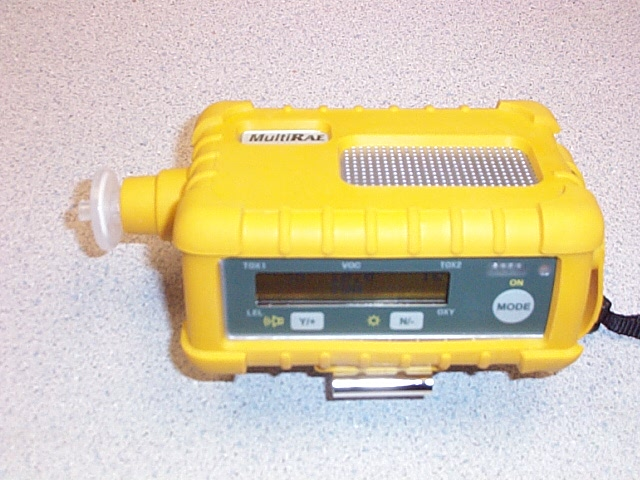 MultiRAE
TOX1 VOC TOX2
ON
MODE
LEL Y/+ N/- OXY